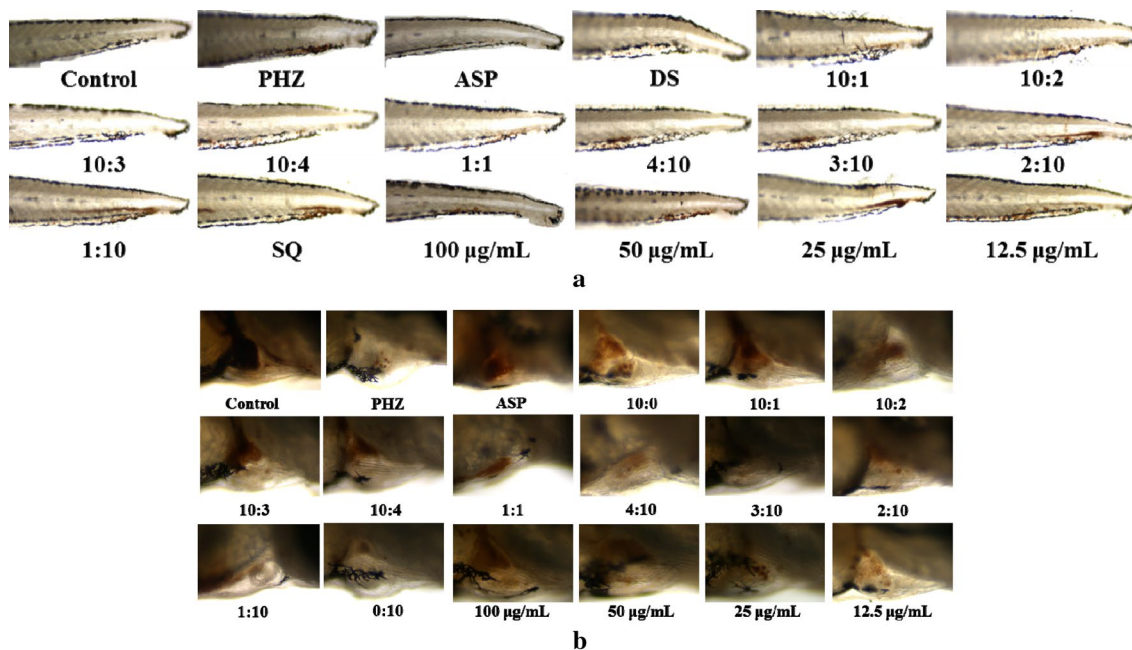 Control PHZ ASP DS 10:1 10:2
10:3 10:4 1:1 4:10 3:10 2:10
1:10 SQ 100 µg/mL 50 µg/mL 25 µg/mL 12.5 µg/mL
a
Control PHZ ASP 10:0 10:1 10:2
10:3 10:4 1:1 4:10 3:10 2:10
1:10 0:10 100 µg/mL 50 µg/mL 25 µg/mL 12.5 µg/mL
b